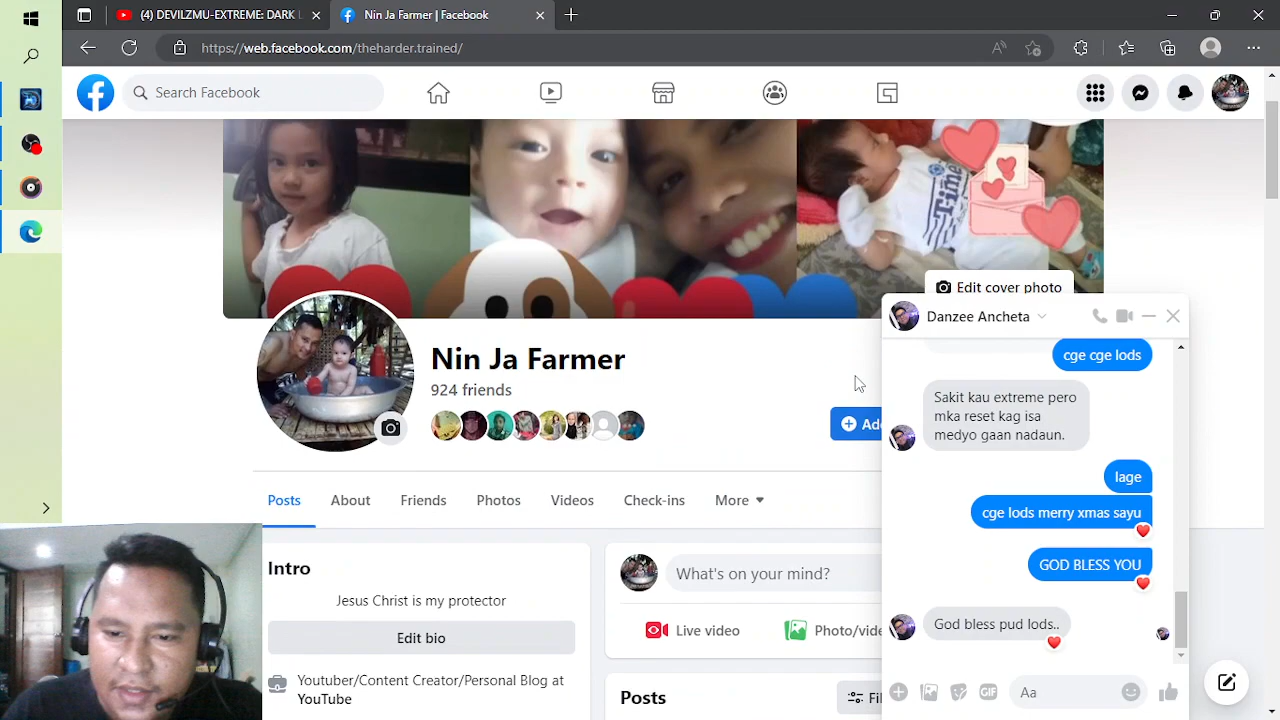 (4) DEVILZMU-EXTREME: DARK L
Nin Ja Farmer | Facebook
https://web.facebook.com/theharder.trained/
Search Facebook
Time
Edit cover photo
Nin Ja Farmer
924 friends
Add
Posts
About
Friends
Photos
Videos
Check-ins
More
Intro
Jesus Christ is my protector
Edit bio
Youtuber/Content Creator/Personal Blog at
YouTube
What's on your mind?
Live video
Photo/vide
Posts
Fil
Danzee Ancheta
cge cge lods
Sakit kau extreme pero
mka reset kag isa
medyo gaan nadaun.
lage
cge lods merry xmas sayu
GOD BLESS YOU
God bless pud lods..
GIF
Aa